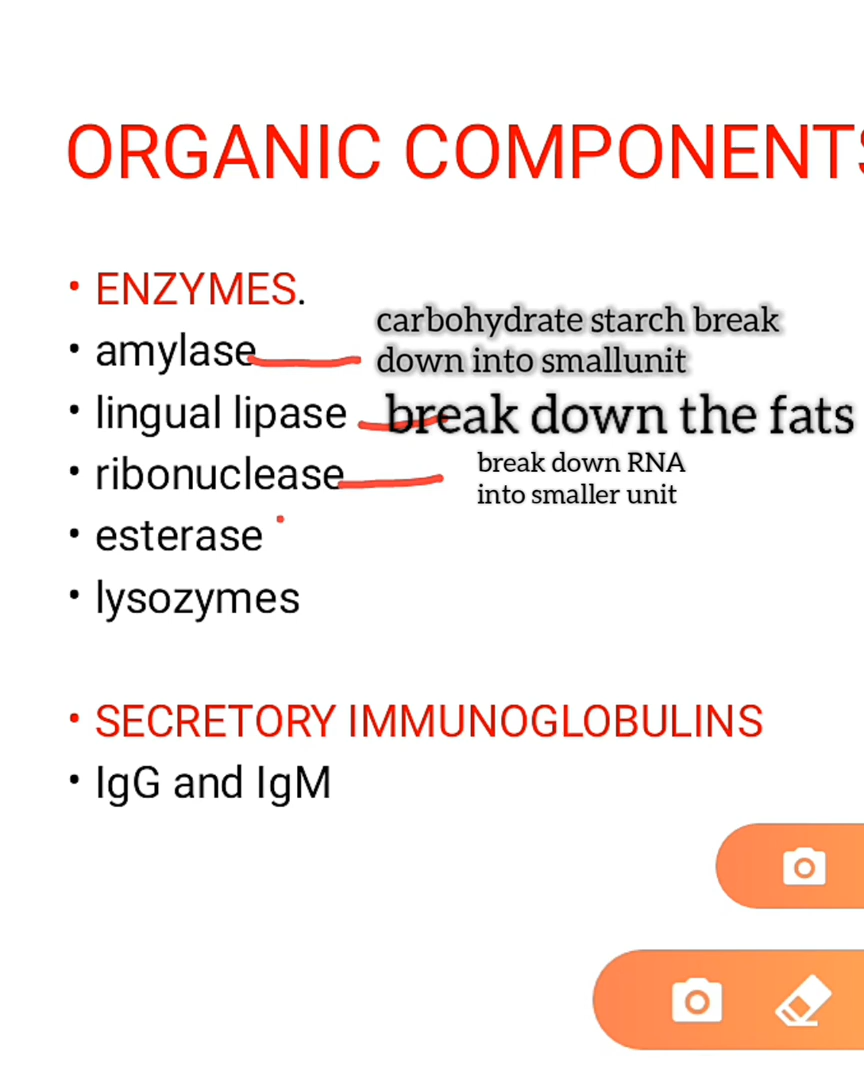 ORGANIC COMPONENTS
• ENZYMES.
• amylase
carbohydrate starch break
down into smallunit
• lingual lipase
break down the fats
• ribonuclease
break down RNA
into smaller unit
• esterase
• lysozymes
• SECRETORY IMMUNOGLOBULINS
• IgG and IgM